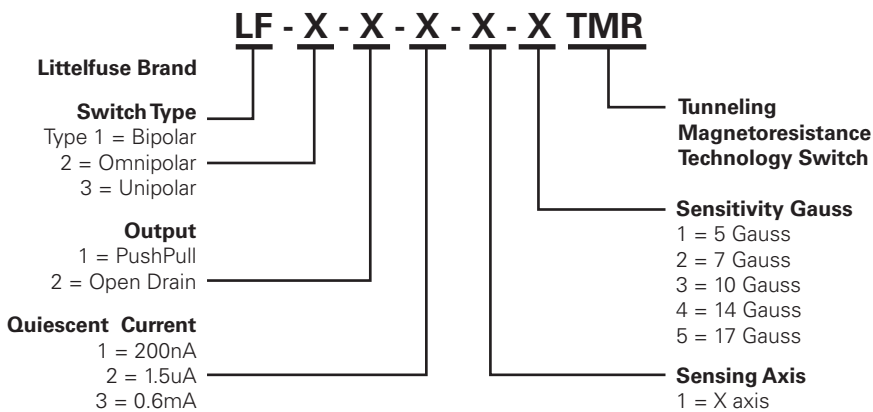 LF - X - X - X - X - X TMR
Littelfuse Brand
Switch Type
Type 1 = Bipolar
2 = Omnipolar
3 = Unipolar
Output
1 = PushPull
2 = Open Drain
Quiescent Current
1 = 200nA
2 = 1.5uA
3 = 0.6mA
Tunneling
Magnetoresistance
Technology Switch
Sensitivity Gauss
1 = 5 Gauss
2 = 7 Gauss
3 = 10 Gauss
4 = 14 Gauss
5 = 17 Gauss
Sensing Axis
1 = X axis